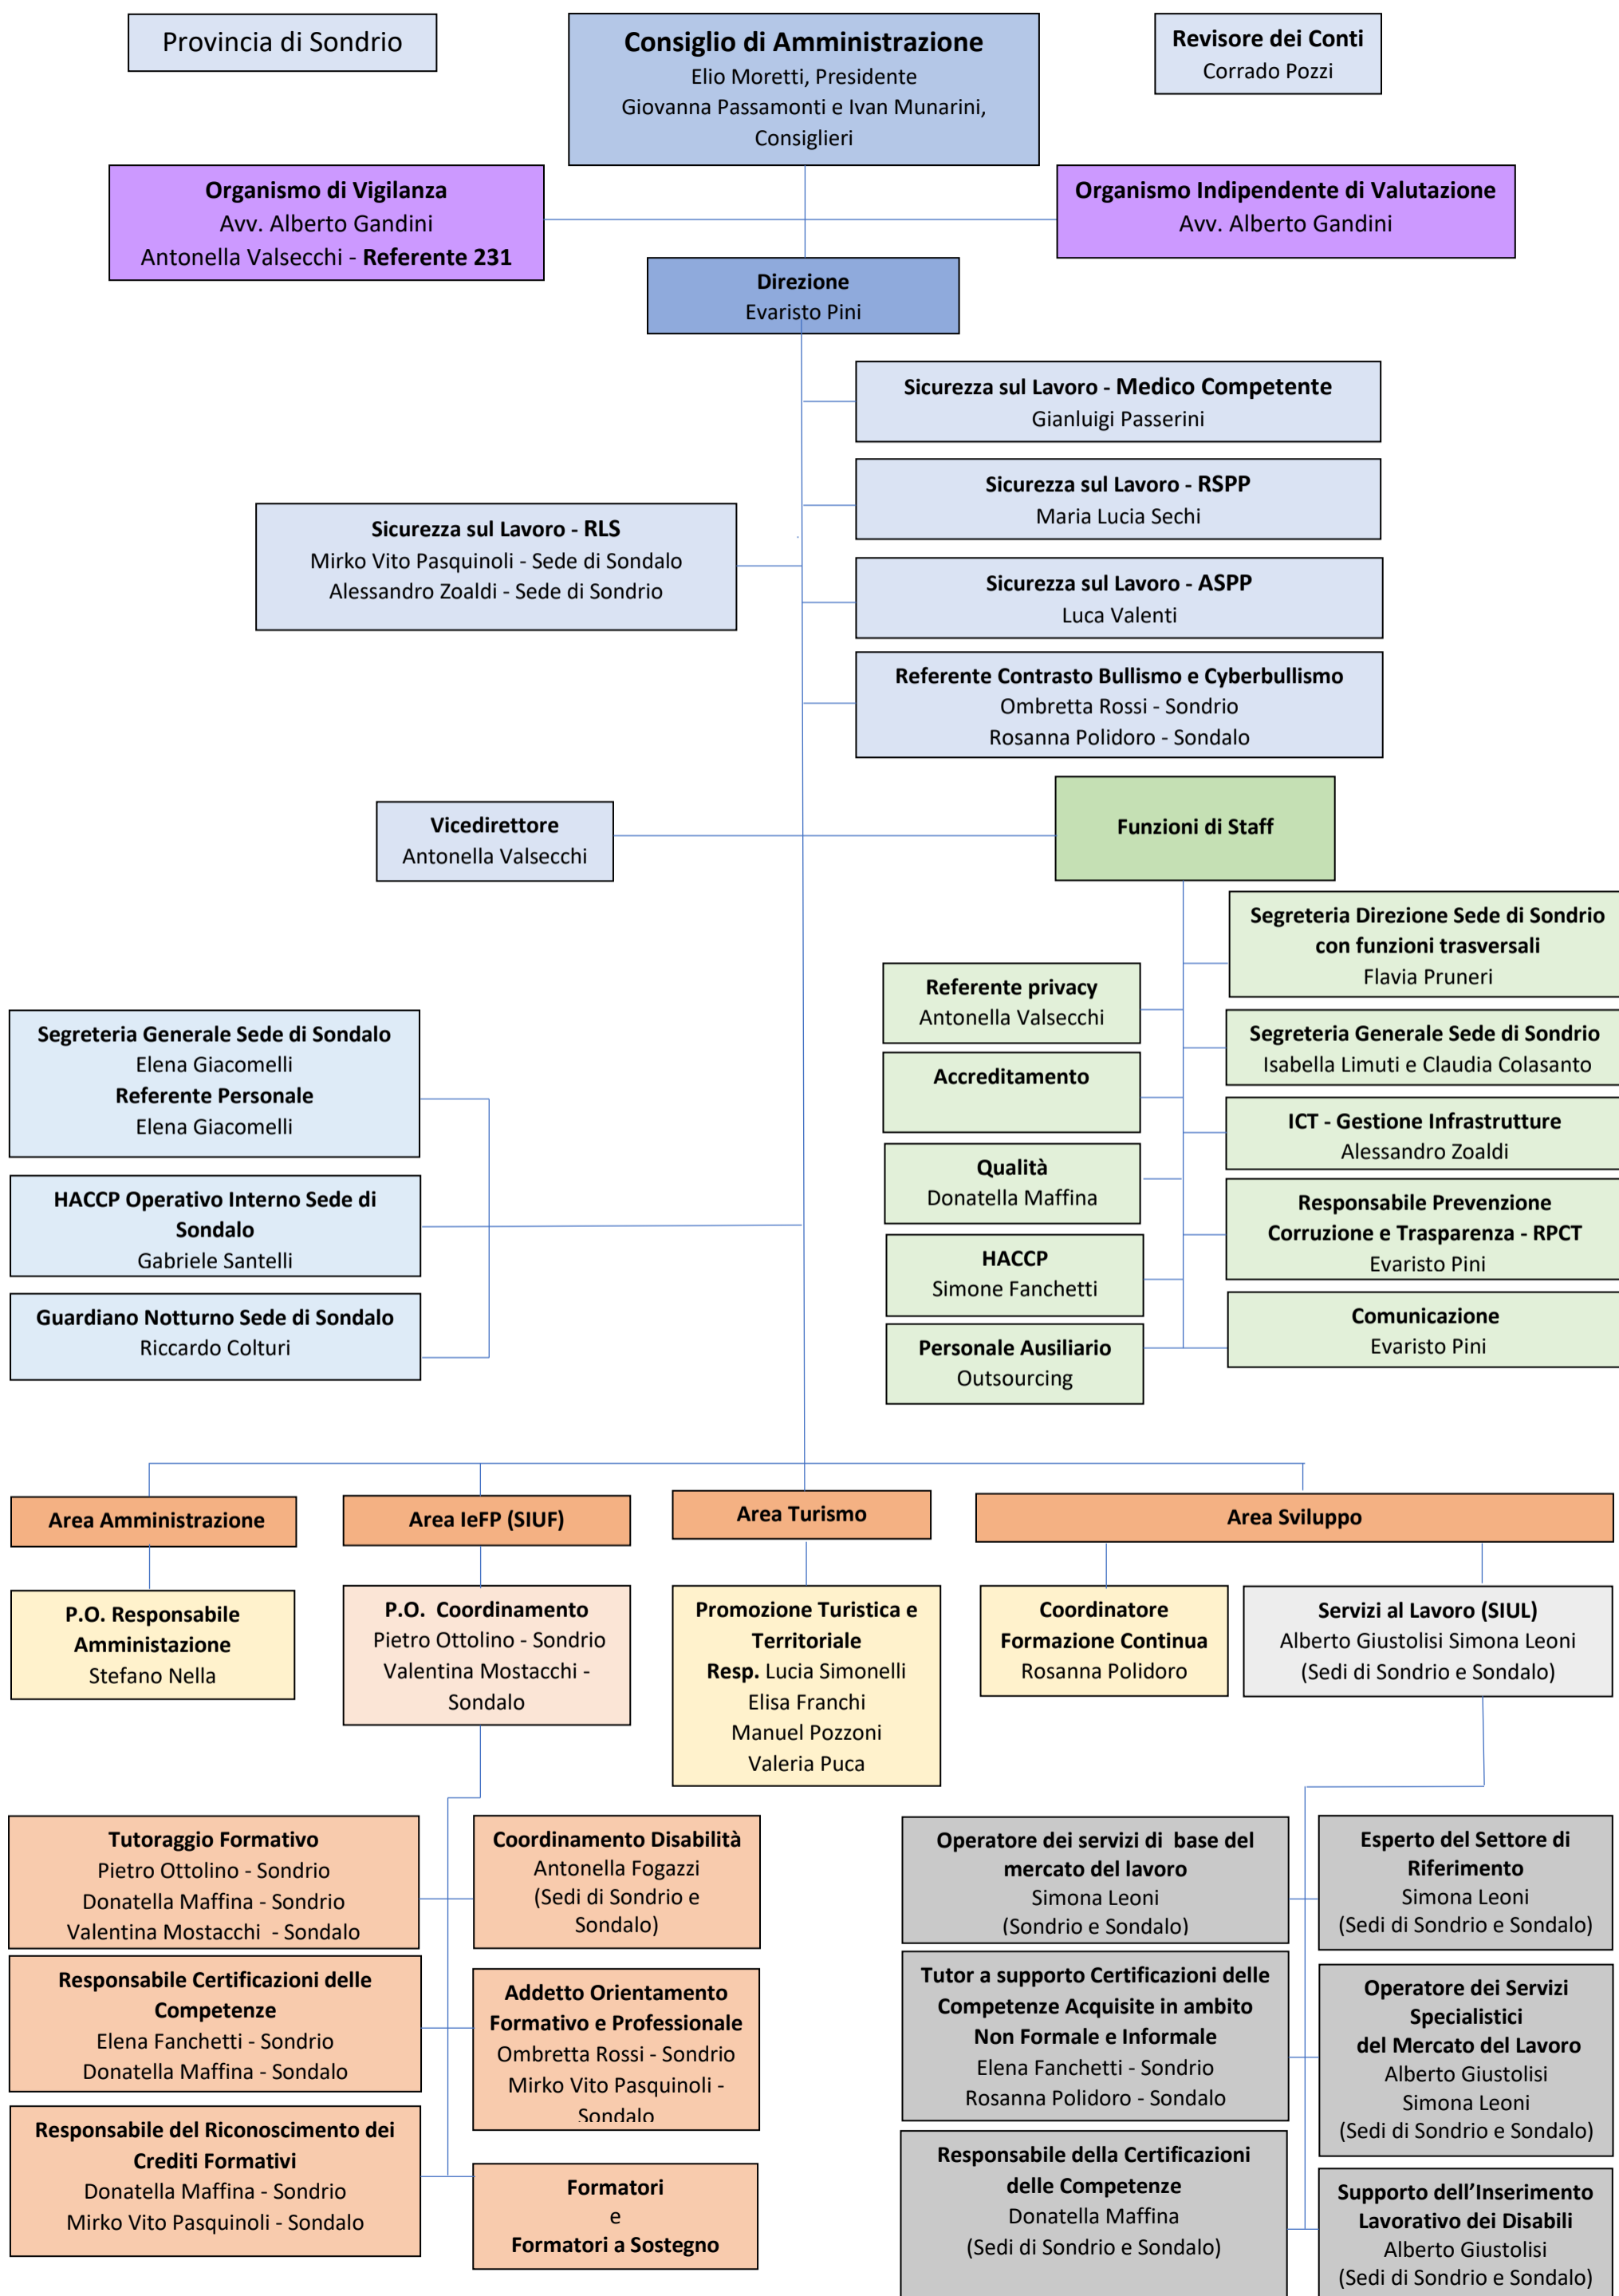 Provincia di Sondrio
Consiglio di Amministrazione
Elio Moretti, Presidente
Giovanna Passamonti e Ivan Munarini,
Consiglieri
Revisore dei Conti
Corrado Pozzi
Organismo di Vigilanza
Avv. Alberto Gandini
Antonella Valsecchi - Referente 231
Organismo Indipendente di Valutazione
Avv. Alberto Gandini
Direzione
Evaristo Pini
Sicurezza sul Lavoro - Medico Competente
Gianluigi Passerini
Sicurezza sul Lavoro - RSPP
Maria Lucia Sechi
Sicurezza sul Lavoro - RLS
Mirko Vito Pasquinoli - Sede di Sondalo
Alessandro Zoaldi - Sede di Sondrio
Sicurezza sul Lavoro - ASPP
Luca Valenti
Referente Contrasto Bullismo e Cyberbullismo
Ombretta Rossi - Sondrio
Rosanna Polidoro - Sondalo
Vicedirettore
Antonella Valsecchi
Funzioni di Staff
Segreteria Direzione Sede di Sondrio
con funzioni trasversali
Flavia Pruneri
Referente privacy
Antonella Valsecchi
Segreteria Generale Sede di Sondrio
Isabella Limuti e Claudia Colasanto
Accreditamento
ICT - Gestione Infrastrutture
Alessandro Zoaldi
Qualità
Donatella Maffina
Responsabile Prevenzione
Corruzione e Trasparenza - RPCT
Evaristo Pini
HACCP
Simone Fanchetti
Comunicazione
Evaristo Pini
Personale Ausiliario
Outsourcing
Segreteria Generale Sede di Sondalo
Elena Giacomelli
Referente Personale
Elena Giacomelli
HACCP Operativo Interno Sede di
Sondalo
Gabriele Santelli
Guardiano Notturno Sede di Sondalo
Riccardo Colturi
Area Amministrazione
Area IeFP (SIUF)
Area Turismo
Area Sviluppo
P.O. Responsabile
Amministazione
Stefano Nella
P.O.  Coordinamento
Pietro Ottolino - Sondrio
Valentina Mostacchi -
Sondalo
Promozione Turistica e
Territoriale
Resp. Lucia Simonelli
Elisa Franchi
Manuel Pozzoni
Valeria Puca
Coordinatore
Formazione Continua
Rosanna Polidoro
Servizi al Lavoro (SIUL)
Alberto Giustolisi Simona Leoni
(Sedi di Sondrio e Sondalo)
Tutoraggio Formativo
Pietro Ottolino - Sondrio
Donatella Maffina - Sondrio
Valentina Mostacchi  - Sondalo
Coordinamento Disabilità
Antonella Fogazzi
(Sedi di Sondrio e
Sondalo)
Responsabile Certificazioni delle
Competenze
Elena Fanchetti - Sondrio
Donatella Maffina - Sondalo
Addetto Orientamento
Formativo e Professionale
Ombretta Rossi - Sondrio
Mirko Vito Pasquinoli -
Sondalo
Responsabile del Riconoscimento dei
Crediti Formativi
Donatella Maffina - Sondrio
Mirko Vito Pasquinoli - Sondalo
Formatori
e
Formatori a Sostegno
Operatore dei servizi di  base del
mercato del lavoro
Simona Leoni
(Sondrio e Sondalo)
Esperto del Settore di
Riferimento
Simona Leoni
(Sedi di Sondrio e Sondalo)
Tutor a supporto Certificazioni delle
Competenze Acquisite in ambito
Non Formale e Informale
Elena Fanchetti - Sondrio
Rosanna Polidoro - Sondalo
Operatore dei Servizi
Specialistici
del Mercato del Lavoro
Alberto Giustolisi
Simona Leoni
(Sedi di Sondrio e Sondalo)
Responsabile della Certificazioni
delle Competenze
Donatella Maffina
(Sedi di Sondrio e Sondalo)
Supporto dell’Inserimento
Lavorativo dei Disabili
Alberto Giustolisi
(Sedi di Sondrio e Sondalo)